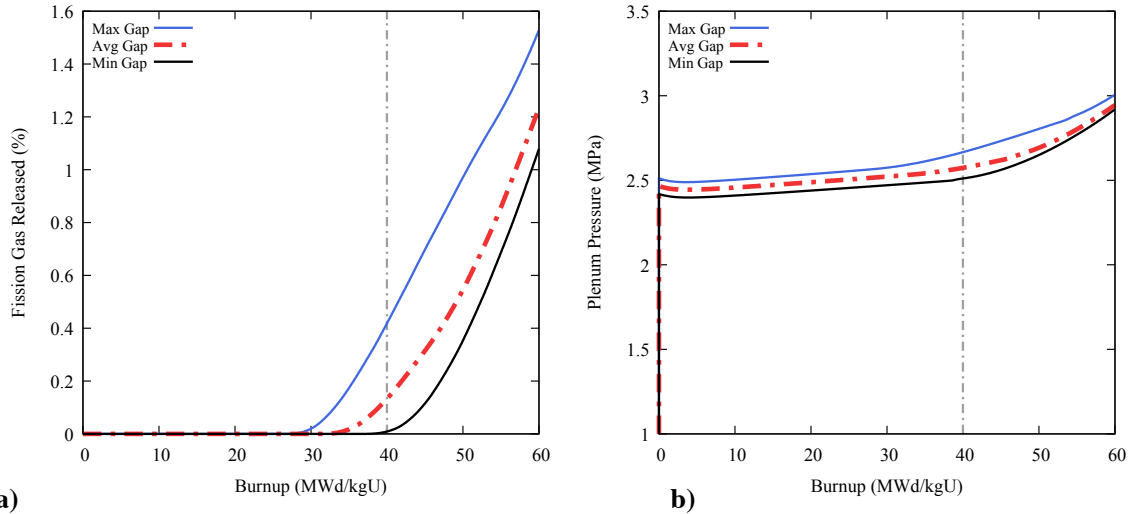 1.6
1.4
1.2
1
0.8
0.6
0.4
0.2
0
Fission Gas Released (%)
Max Gap
Avg Gap
Min Gap
0 10 20 30 40 50 60
Burnup (MWd/kgU)
a)
3.5
3
2.5
2
1.5
1
Plenum Pressure (MPa)
Max Gap
Avg Gap
Min Gap
0 10 20 30 40 50 60
Burnup (MWd/kgU)
b)